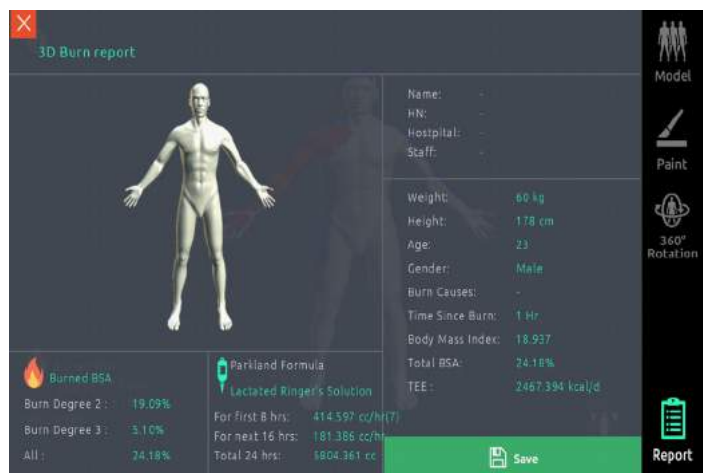 X
3D Burn report
Name: -
HN: -
Hostpital: -
Staff: -
Weight: 60 kg
Height: 178 cm
Age: 23
Gender: Male
Burn Causes: -
Time Since Burn: 1 Hr
Body Mass Index: 18.937
Total BSA: 24.18%
TEE : 2467.394 kcal/d
Burned BSA
Burn Degree 2 : 19.09%
Burn Degree 3 : 5.10%
All : 24.18%
Parkland Formula
Lactated Ringer's Solution
For first 8 hrs: 414.597 cc/hr(7)
For next 16 hrs: 181.386 cc/hr
Total 24 hrs: 5804.361 cc
Save
Model
Paint
360°
Rotation
Report